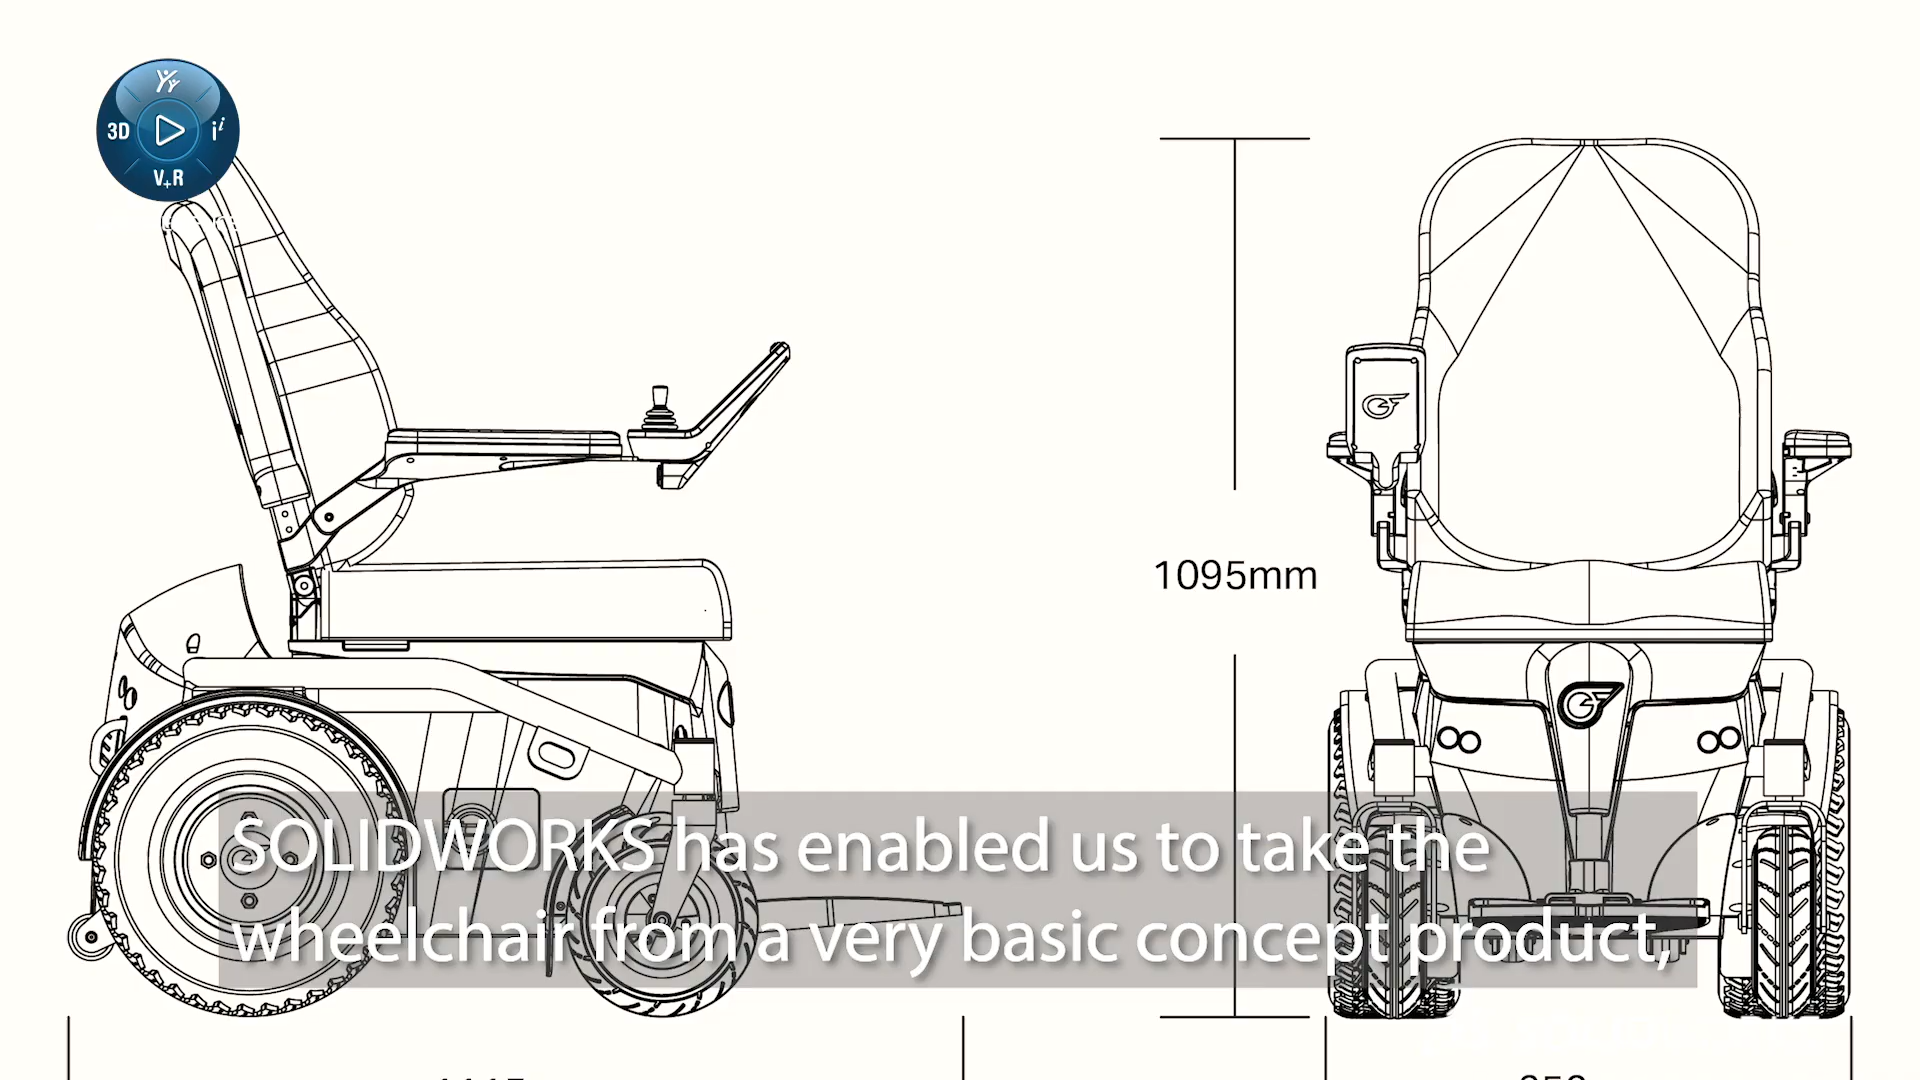 3D
V+R
1095mm
SOLIDWORKS has enabled us to take the
wheelchair from a very basic concept product,